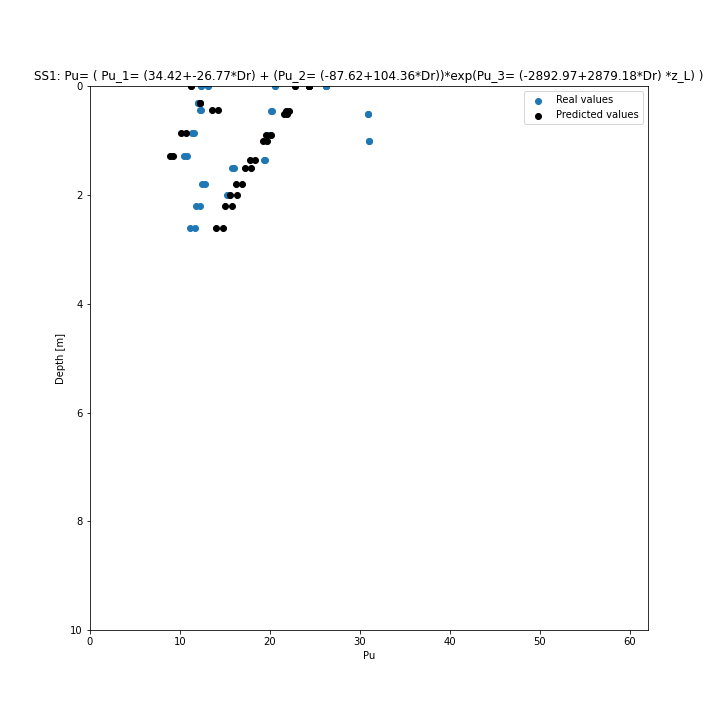 SS1: Pu= ( Pu_1= (34.42+-26.77*Dr) + (Pu_2= (-87.62+104.36*Dr))*exp(Pu_3= (-2892.97+2879.18*Dr) *z_L) )
Real values
Predicted values
0
2
4
6
8
10
Depth [m]
0 10 20 30 40 50 60
Pu